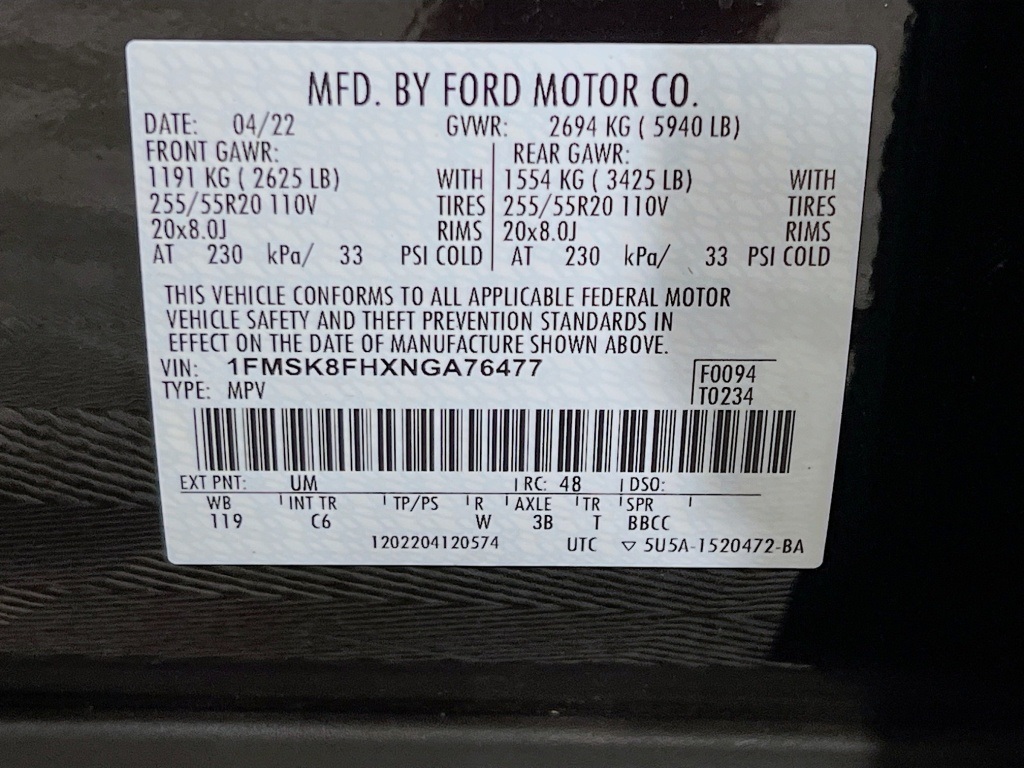 MFD. BY FORD MOTOR CO.
DATE: 04/22 GVWR: 2694 KG ( 5940 LB)
FRONT GAWR: REAR GAWR:
1191 KG ( 2625 LB) WITH 1554 KG ( 3425 LB) WITH
255/55R20 110V TIRES 255/55R20 110V TIRES
20x8.0J RIMS 20x8.0J RIMS
AT 230 kPa/ 33 PSI COLD AT 230 kPa/ 33 PSI COLD
THIS VEHICLE CONFORMS TO ALL APPLICABLE FEDERAL MOTOR
VEHICLE SAFETY AND THEFT PREVENTION STANDARDS IN
EFFECT ON THE DATE OF MANUFACTURE SHOWN ABOVE.
VIN: 1FMSK8FHXNGA76477 F0094
TYPE: MPV T0234
EXT PNT: UM RC: 48 DSO:
WB INT TR TP/PS R AXLE TR SPR
119 C6 W 3B T BBCC
1202204120574 UTC ▽ 5U5A-1520472-BA